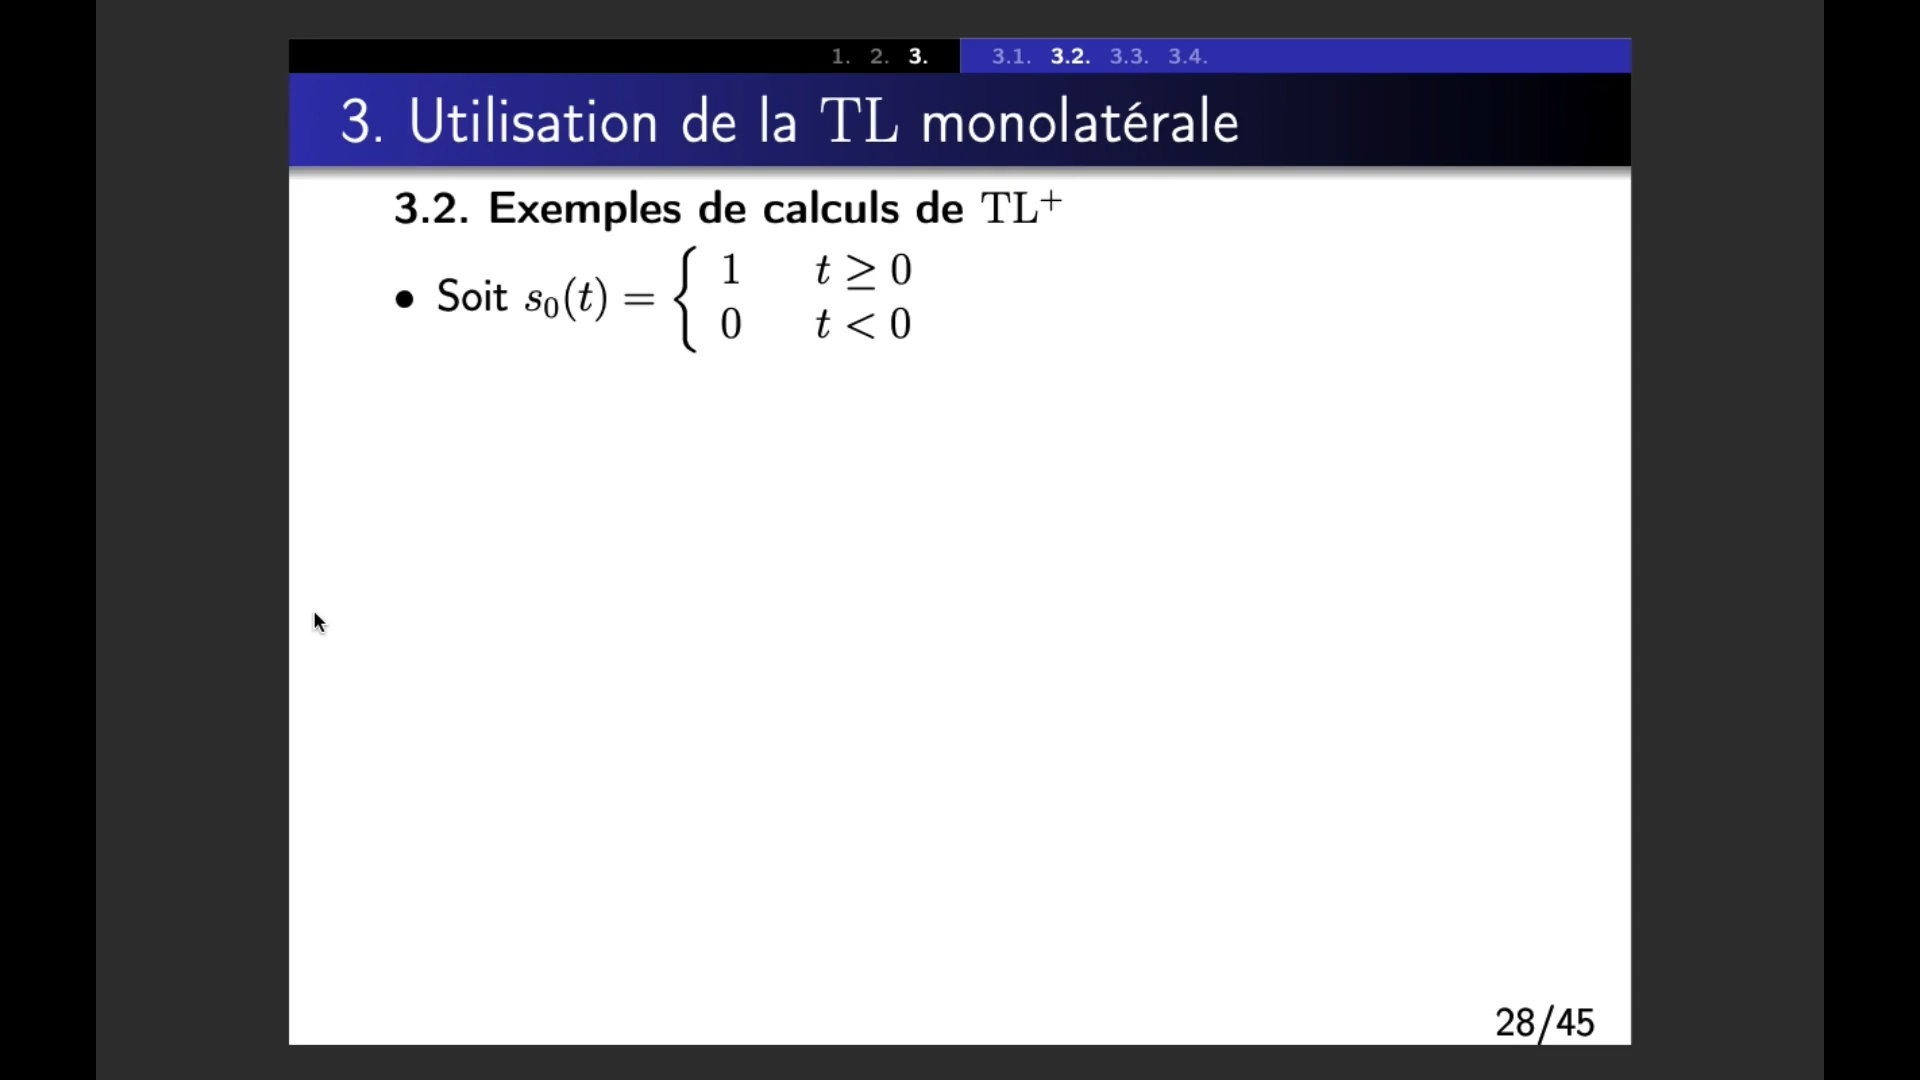 1. 2. 3. 3.1. 3.2. 3.3. 3.4.
3. Utilisation de la TL monolatérale
3.2. Exemples de calculs de TL⁺
• Soit s₀(t) = { 1 t ≥ 0
0 t < 0
28/45